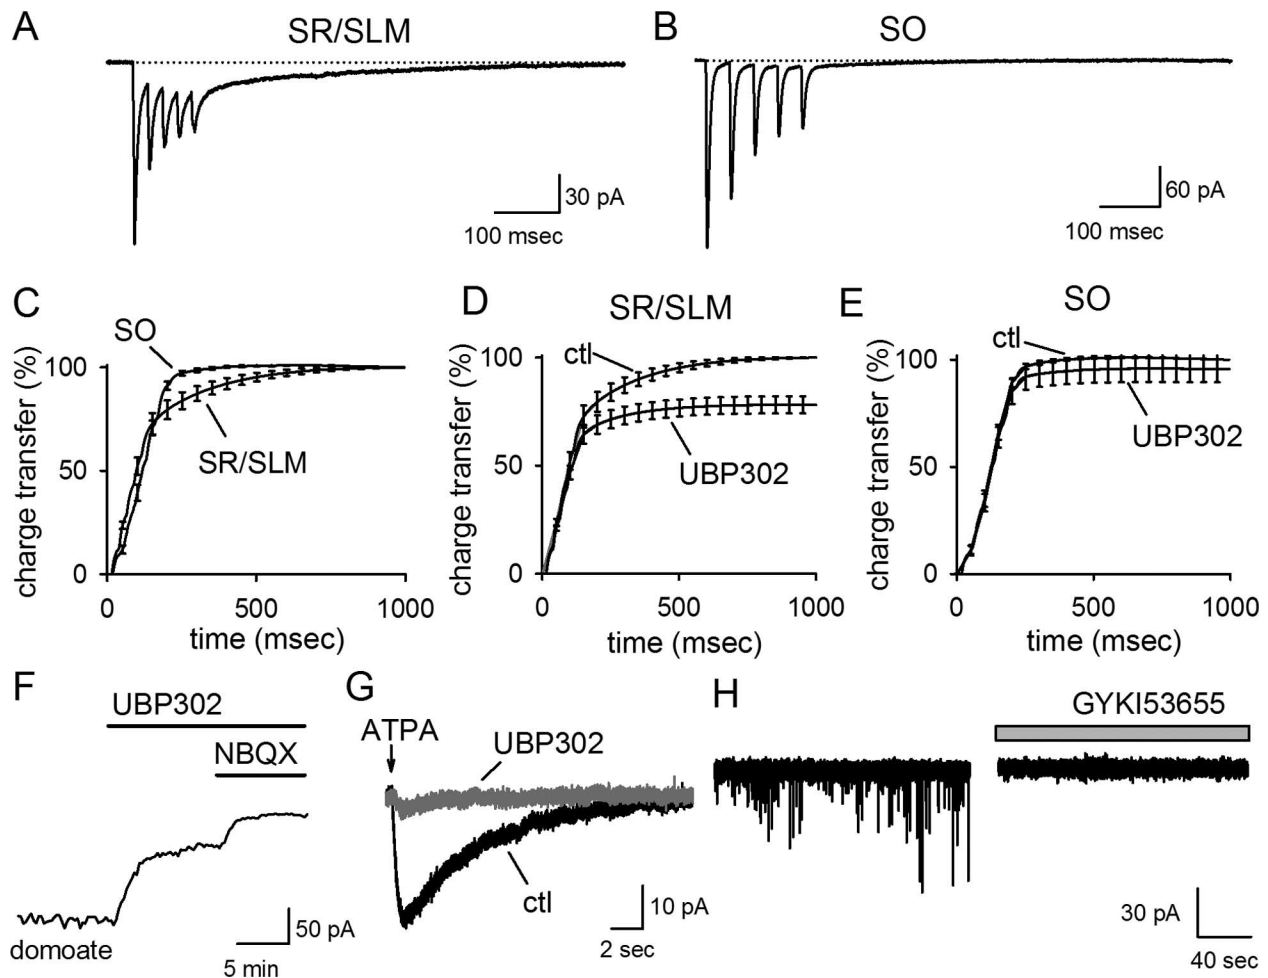 A
SR/SLM
30 pA
100 msec
B
SO
60 pA
100 msec
C
SO
SR/SLM
charge transfer (%)
100
50
0
0 500 1000
time (msec)
D
SR/SLM
ctl
UBP302
charge transfer (%)
100
50
0
0 500 1000
time (msec)
E
SO
ctl
UBP302
charge transfer (%)
100
50
0
0 500 1000
time (msec)
F
UBP302
NBQX
domoate
50 pA
5 min
G
ATPA
UBP302
ctl
10 pA
2 sec
H
GYKI53655
30 pA
40 sec